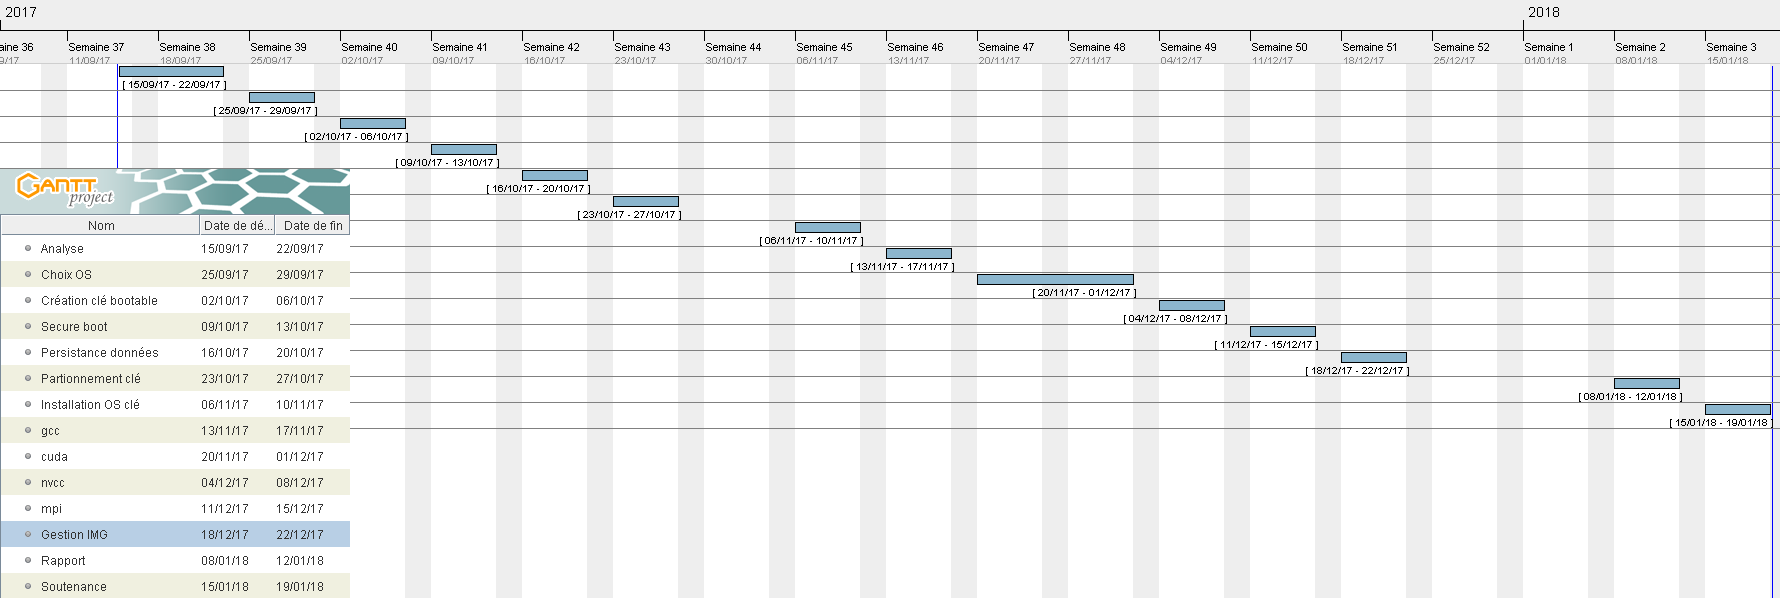 2017
2018
aine 36 Semaine 37 Semaine 38 Semaine 39 Semaine 40 Semaine 41 Semaine 42 Semaine 43 Semaine 44 Semaine 45 Semaine 46 Semaine 47 Semaine 48 Semaine 49 Semaine 50 Semaine 51 Semaine 52 Semaine 1 Semaine 2 Semaine 3
9/17 11/09/17 18/09/17 25/09/17 02/10/17 09/10/17 16/10/17 23/10/17 30/10/17 06/11/17 13/11/17 20/11/17 27/11/17 04/12/17 11/12/17 18/12/17 25/12/17 01/01/18 08/01/18 15/01/18
[ 15/09/17 - 22/09/17 ]
[ 25/09/17 - 29/09/17 ]
[ 02/10/17 - 06/10/17 ]
[ 09/10/17 - 13/10/17 ]
[ 16/10/17 - 20/10/17 ]
[ 23/10/17 - 27/10/17 ]
[ 06/11/17 - 10/11/17 ]
[ 13/11/17 - 17/11/17 ]
[ 20/11/17 - 01/12/17 ]
[ 04/12/17 - 08/12/17 ]
[ 11/12/17 - 15/12/17 ]
[ 18/12/17 - 22/12/17 ]
[ 08/01/18 - 12/01/18 ]
[ 15/01/18 - 19/01/18 ]
GANTT
project
Nom Date de dé... Date de fin
Analyse 15/09/17 22/09/17
Choix OS 25/09/17 29/09/17
Création clé bootable 02/10/17 06/10/17
Secure boot 09/10/17 13/10/17
Persistance données 16/10/17 20/10/17
Partionnement clé 23/10/17 27/10/17
Installation OS clé 06/11/17 10/11/17
gcc 13/11/17 17/11/17
cuda 20/11/17 01/12/17
nvcc 04/12/17 08/12/17
mpi 11/12/17 15/12/17
Gestion IMG 18/12/17 22/12/17
Rapport 08/01/18 12/01/18
Soutenance 15/01/18 19/01/18